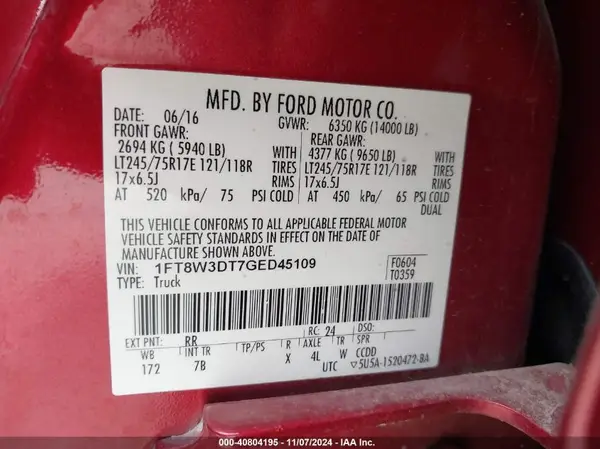 MFD. BY FORD MOTOR CO.
DATE: 06/16 GVWR: 6350 KG (14000 LB)
FRONT GAWR: REAR GAWR:
2694 KG ( 5940 LB) WITH 4377 KG ( 9650 LB) WITH
LT245/75R17E 121/118R TIRES LT245/75R17E 121/118R TIRES
17x6.5J RIMS 17x6.5J RIMS
AT 520 kPa/ 75 PSI COLD AT 450 kPa/ 65 PSI COLD
DUAL
THIS VEHICLE CONFORMS TO ALL APPLICABLE FEDERAL MOTOR
VEHICLE SAFETY STANDARDS IN EFFECT ON THE DATE OF
MANUFACTURE SHOWN ABOVE.
VIN: 1FT8W3DT7GED45109 F0604
TYPE: Truck T0359
EXT PNT: RR RC: 24 DSO:
WB INT TR TP/PS R AXLE TR SPR
172 7B X 4L W CCDD
UTC ▽5U5A-1520472-BA
00-40804195 - 11/07/2024 - IAA Inc.